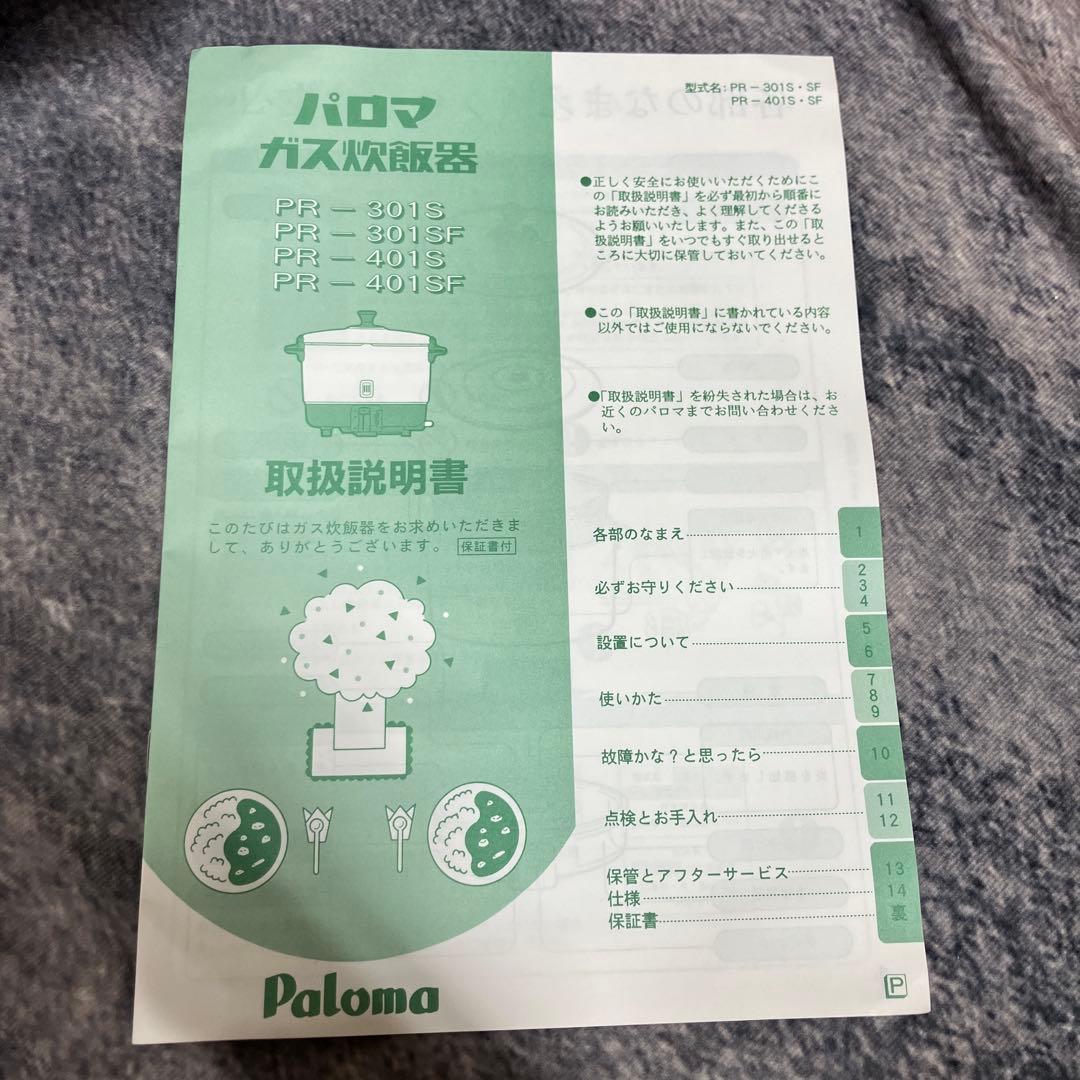 パロマ
ガス炊飯器
PR－301S
PR－301SF
PR－401S
PR－401SF
取扱説明書
このたびはガス炊飯器をお求めいただきま
して、ありがとうございます。 保証書付
Paloma
型式名：PR－301S・SF
PR－401S・SF
●正しく安全にお使いいただくためにこ
の「取扱説明書」を必ず最初から順番に
お読みいただき、よく理解してくださる
ようお願いいたします。また、この「取
扱説明書」をいつでもすぐ取り出せると
ころに大切に保管しておいてください。
●この「取扱説明書」に書かれている内容
以外ではご使用にならないでください。
●「取扱説明書」を紛失された場合は、お
近くのパロマまでお問い合わせくださ
い。
各部のなまえ 1
必ずお守りください 2 3 4
設置について 5 6
使いかた 7 8 9
故障かな？と思ったら 10
点検とお手入れ 11 12
保管とアフターサービス 13
仕様 14
保証書 裏
P